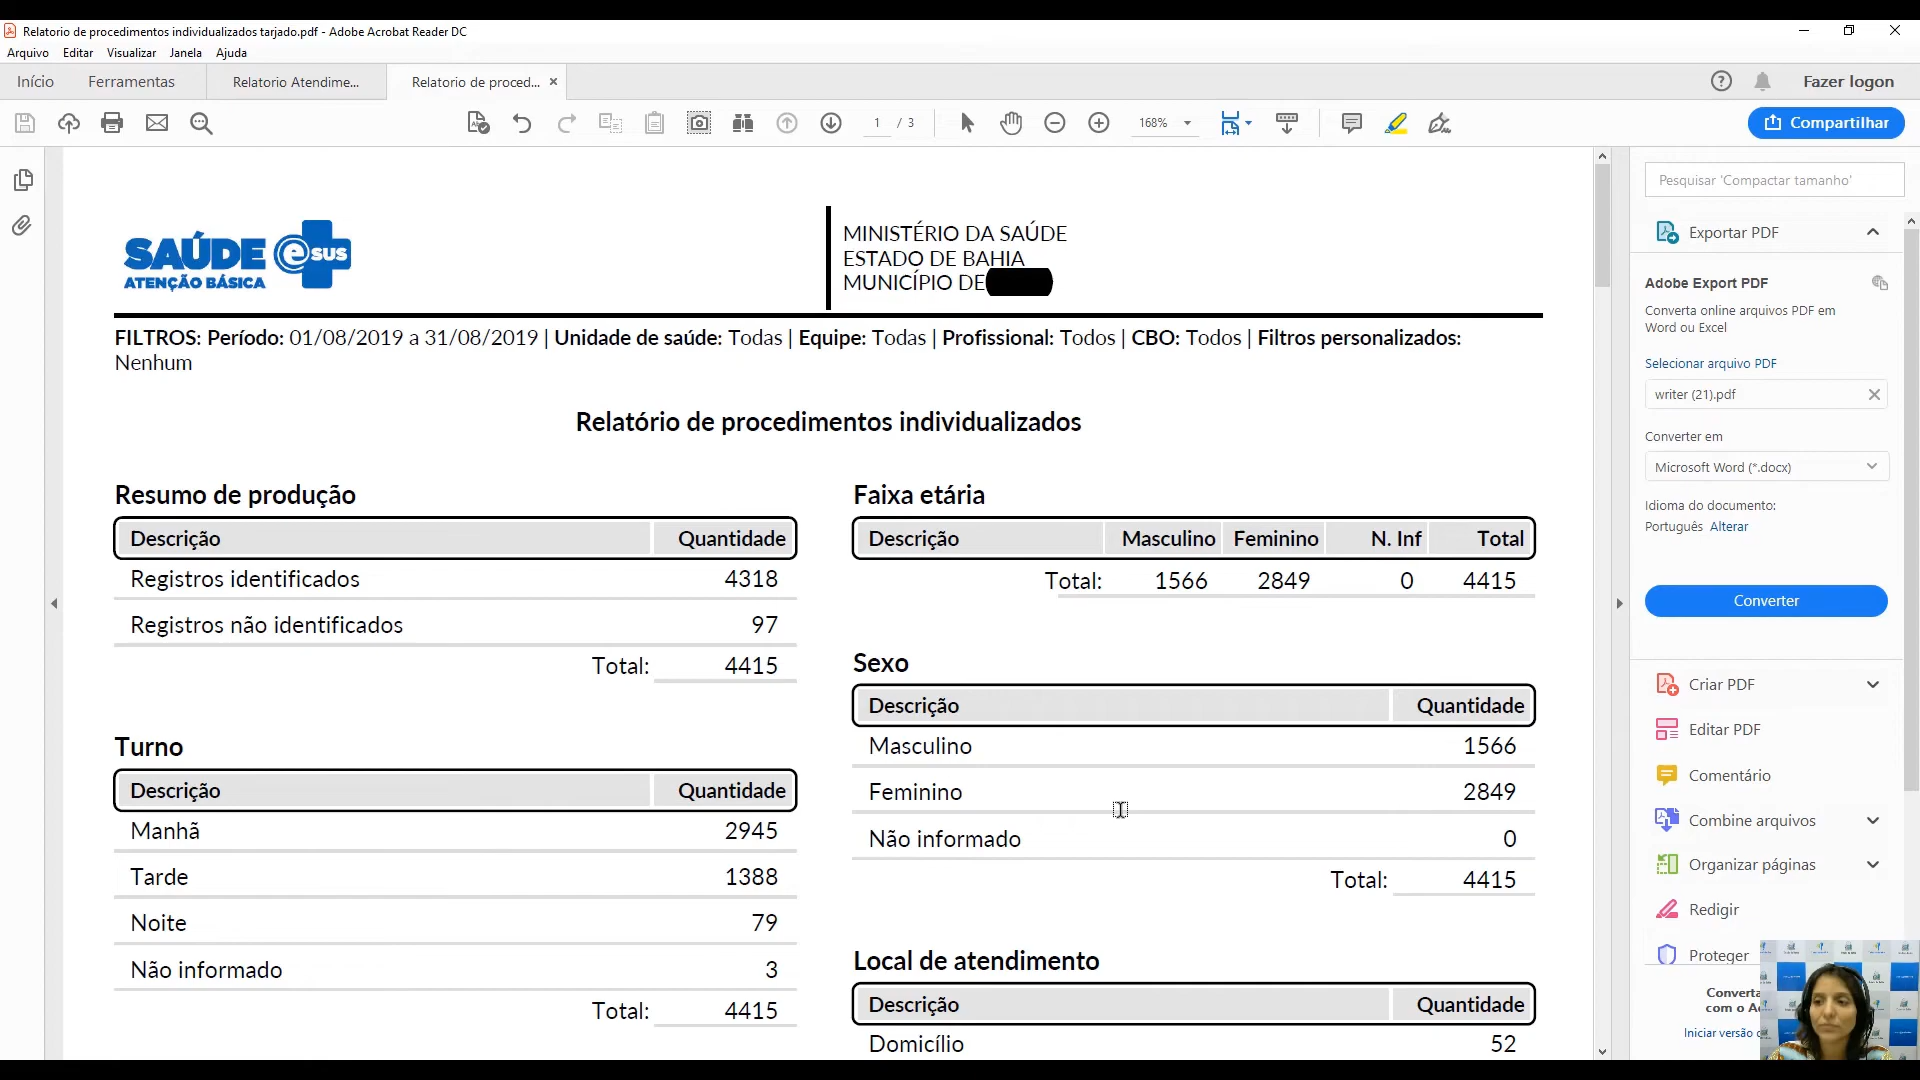 Relatorio de procedimentos individualizados tarjado.pdf - Adobe Acrobat Reader DC
Arquivo Editar Visualizar Janela Ajuda
Início Ferramentas Relatorio Atendime... Relatorio de proced... Fazer logon
1 / 3 168% Compartilhar
SAÚDE e sus
ATENÇÃO BÁSICA
MINISTÉRIO DA SAÚDE
ESTADO DE BAHIA
MUNICÍPIO DE
FILTROS: Período: 01/08/2019 a 31/08/2019 | Unidade de saúde: Todas | Equipe: Todas | Profissional: Todos | CBO: Todos | Filtros personalizados:
Nenhum
Relatório de procedimentos individualizados
Resumo de produção
Descrição Quantidade
Registros identificados 4318
Registros não identificados 97
Total: 4415
Turno
Descrição Quantidade
Manhã 2945
Tarde 1388
Noite 79
Não informado 3
Total: 4415
Faixa etária
Descrição Masculino Feminino N. Inf Total
Total: 1566 2849 0 4415
Sexo
Descrição Quantidade
Masculino 1566
Feminino 2849
Não informado 0
Total: 4415
Local de atendimento
Descrição Quantidade
Domicílio 52
Pesquisar 'Compactar tamanho'
Exportar PDF
Adobe Export PDF
Converta online arquivos PDF em
Word ou Excel
Selecionar arquivo PDF
writer (21).pdf
Converter em
Microsoft Word (*.docx)
Idioma do documento:
Português Alterar
Converter
Criar PDF
Editar PDF
Comentário
Combine arquivos
Organizar páginas
Redigir
Proteger
Converta
com o A
Iniciar versão